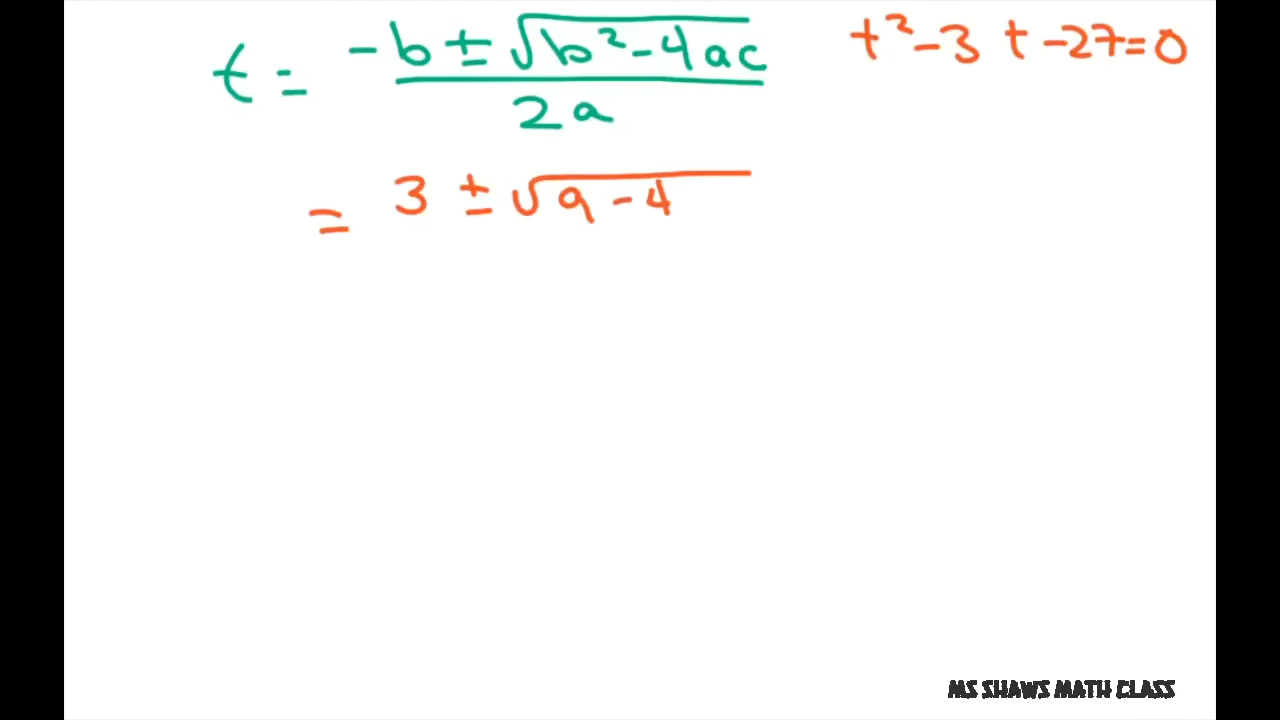 t = -b ± √b² - 4ac / 2a
t² - 3t - 27 = 0
= 3 ± √9 - 4
MS SHAWS MATH CLASS